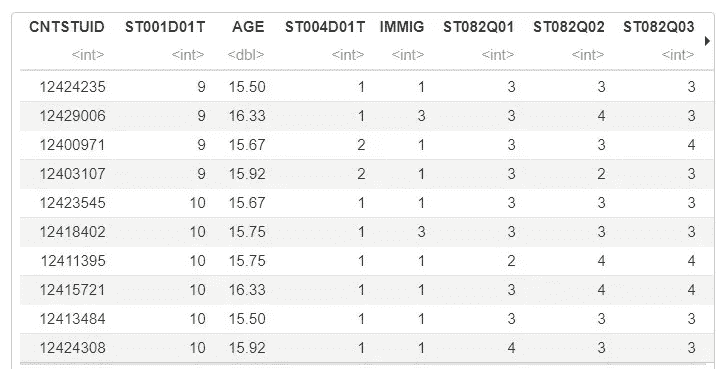 CNTSTUID ST001D01T AGE ST004D01T IMMIG ST082Q01 ST082Q02 ST082Q03
<int> <int> <dbl> <int> <int> <int> <int> <int>
12424235 9 15.50 1 1 3 3 3
12429006 9 16.33 1 3 3 4 3
12400971 9 15.67 2 1 3 3 4
12403107 9 15.92 2 1 3 2 3
12423545 10 15.67 1 1 3 3 3
12418402 10 15.75 1 3 3 3 3
12411395 10 15.75 1 1 2 4 4
12415721 10 16.33 1 1 3 4 4
12413484 10 15.50 1 1 3 3 3
12424308 10 15.92 1 1 4 3 3